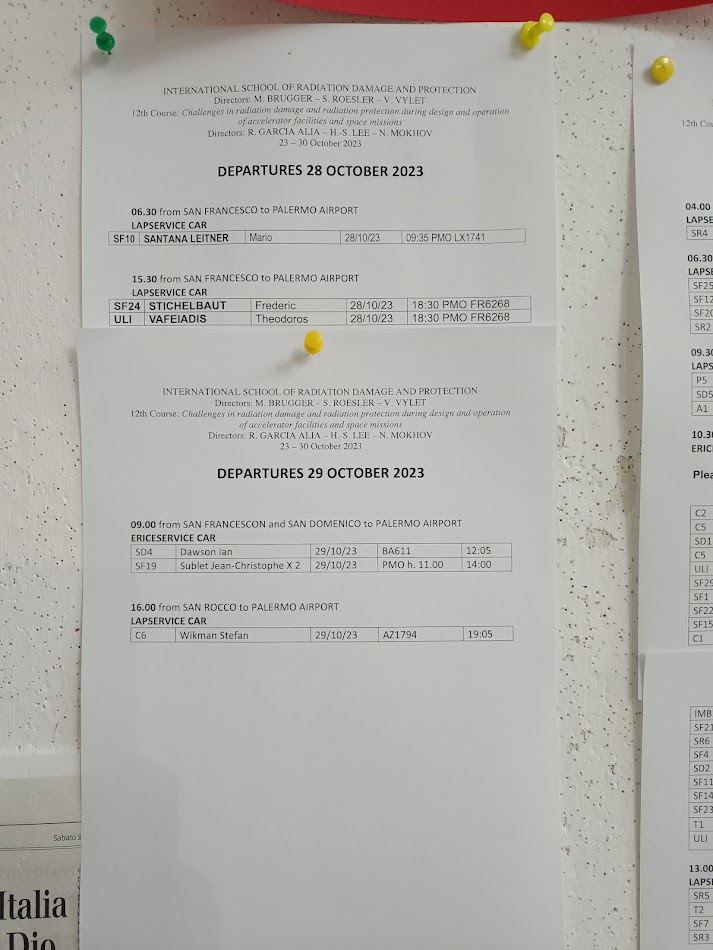 INTERNATIONAL SCHOOL OF RADIATION DAMAGE AND PROTECTION
Directors: M. BRUGGER – S. ROESLER – V. VYLET
12th Course: Challenges in radiation damage and radiation protection during design and operation
of accelerator facilities and space missions
Directors: R. GARCIA ALIA – H.-S. LEE – N. MOKHOV
23 – 30 October 2023
DEPARTURES 28 OCTOBER 2023
06.30 from SAN FRANCESCO to PALERMO AIRPORT
LAPSERVICE CAR
SF10 SANTANA LEITNER Mario 28/10/23 09:35 PMO LX1741
15.30 from SAN FRANCESCO to PALERMO AIRPORT
LAPSERVICE CAR
SF24 STICHELBAUT Frederic 28/10/23 18:30 PMO FR6268
ULI VAFEIADIS Theodoros 28/10/23 18:30 PMO FR6268
INTERNATIONAL SCHOOL OF RADIATION DAMAGE AND PROTECTION
Directors: M. BRUGGER – S. ROESLER – V. VYLET
12th Course: Challenges in radiation damage and radiation protection during design and operation
of accelerator facilities and space missions
Directors: R. GARCIA ALIA – H.-S. LEE – N. MOKHOV
23 – 30 October 2023
DEPARTURES 29 OCTOBER 2023
09.00 from SAN FRANCESCON and SAN DOMENICO to PALERMO AIRPORT
ERICESERVICE CAR
SD4 Dawson Ian 29/10/23 BA611 12:05
SF19 Sublet Jean-Christophe X 2 29/10/23 PMO h. 11.00 14:00
16.00 from SAN ROCCO to PALERMO AIRPORT
LAPSERVICE CAR
C6 Wikman Stefan 29/10/23 AZ1794 19:05
12th Cou
04.00
LAPSE
SR4
06.30
LAPS
SF25
SF12
SF20
SR2
09.30
LAPS
P5
SD5
A1
10.30
ERIC
Plea
C2
C5
SD1
C5
ULI
SF29
SF1
SF22
SF15
C1
IMB
SF21
SR6
SF4
SD2
SF11
SF14
SF23
T1
ULI
13.00
LAPS
SR5
T2
SF7
SR3
Sabato 3
Italia
Dio